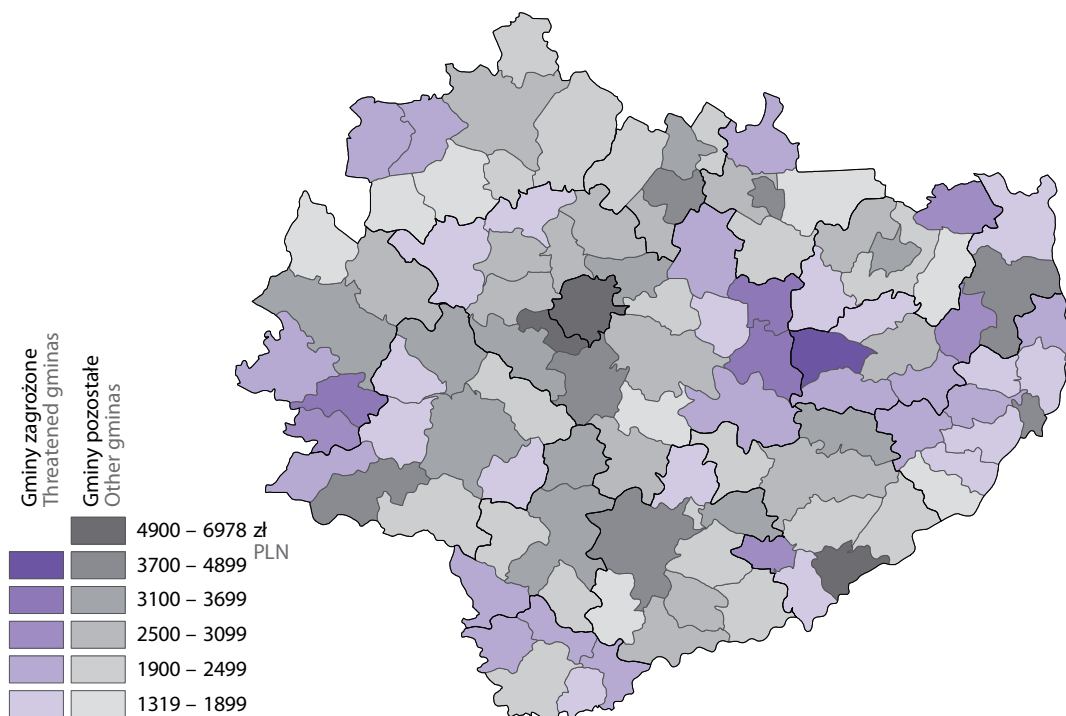 Gminy zagrożone
Threatened gminas
Gminy pozostałe
Other gminas
4900 – 6978 zł
PLN
3700 – 4899
3100 – 3699
2500 – 3099
1900 – 2499
1319 – 1899